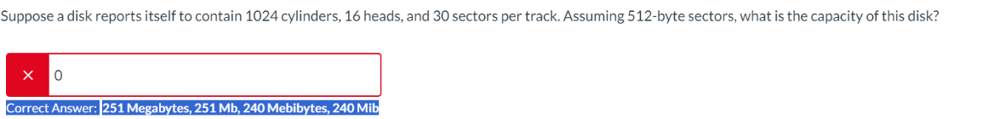 Suppose a disk reports itself to contain 1024 cylinders, 16 heads, and 30 sectors per track. Assuming 512-byte sectors, what is the capacity of this disk?
0
Correct Answer: 251 Megabytes, 251 Mb, 240 Mebibytes, 240 Mib